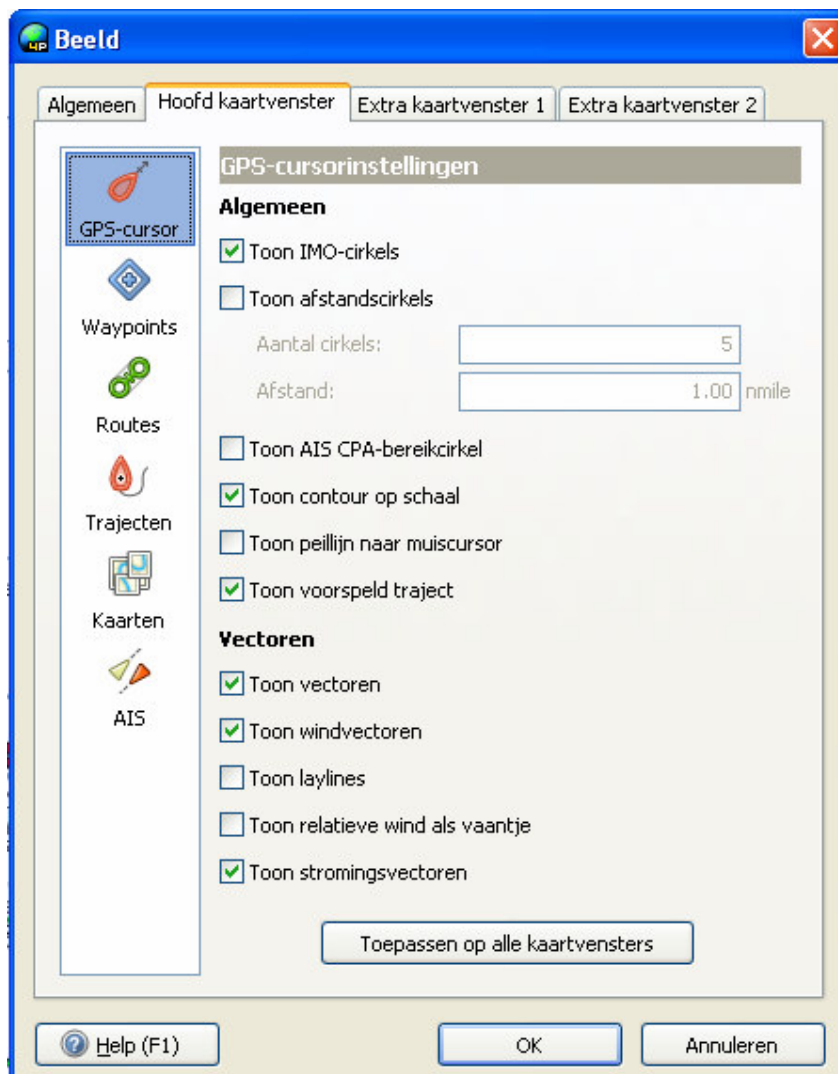 Beeld
Algemeen
Hoofd kaartvenster
Extra kaartvenster 1
Extra kaartvenster 2
GPS-cursor
Waypoints
Routes
Trajecten
Kaarten
AIS
GPS-cursorinstellingen
Algemeen
Toon IMO-cirkels
Toon afstandscirkels
Aantal cirkels: 5
Afstand: 1.00 nmile
Toon AIS CPA-bereikcirkel
Toon contour op schaal
Toon peillijn naar muiscursor
Toon voorspeld traject
Vectoren
Toon vectoren
Toon windvectoren
Toon laylines
Toon relatieve wind als vaantje
Toon stromingsvectoren
Toepassen op alle kaartvensters
Help (F1)
OK
Annuleren